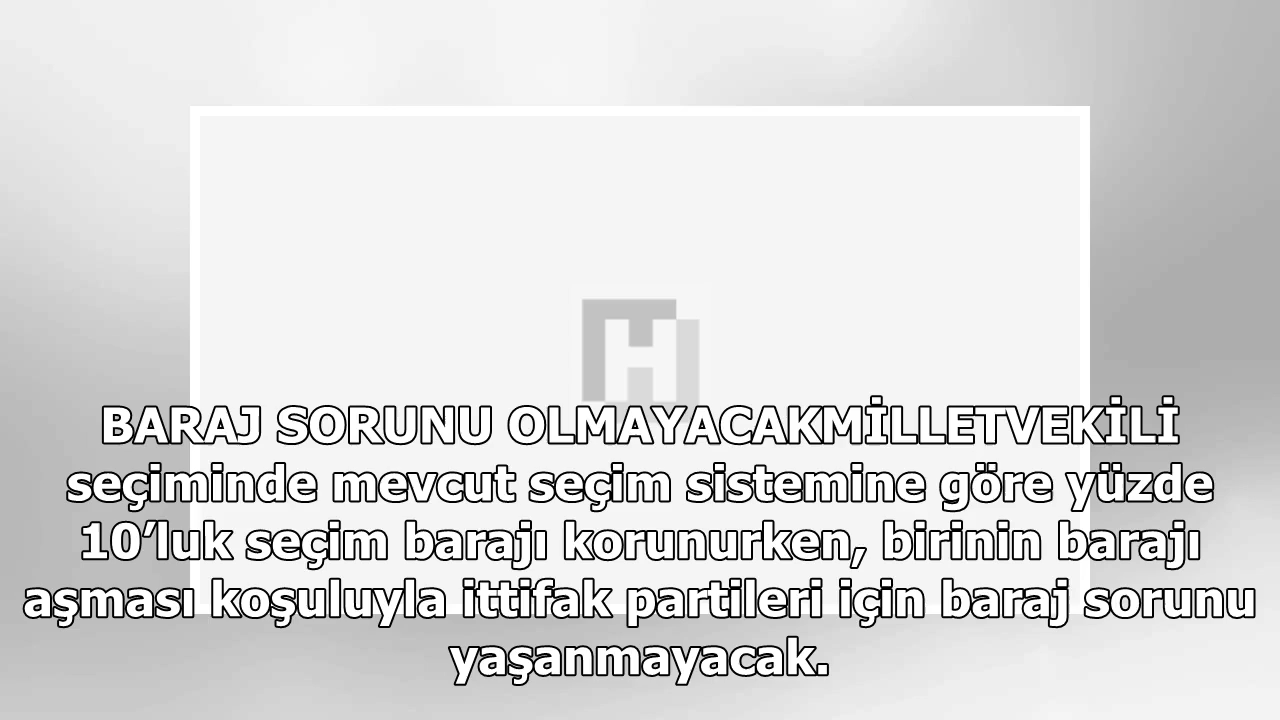 BARAJ SORUNU OLMAYACAKMİLLETVEKİLİ
seçiminde mevcut seçim sistemine göre yüzde
10’luk seçim barajı korunurken, birinin barajı
aşması koşuluyla ittifak partileri için baraj sorunu
yaşanmayacak.